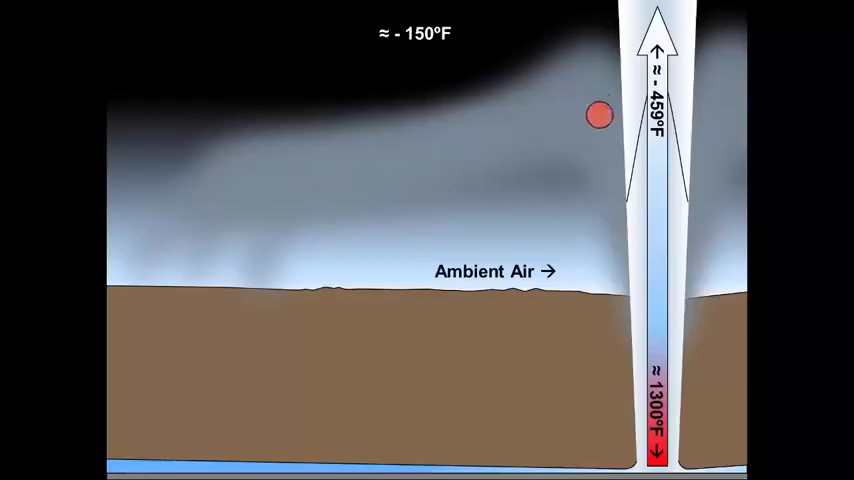 ≈ - 150ºF
← ≈ - 459ºF
Ambient Air →
≈ 1300ºF →